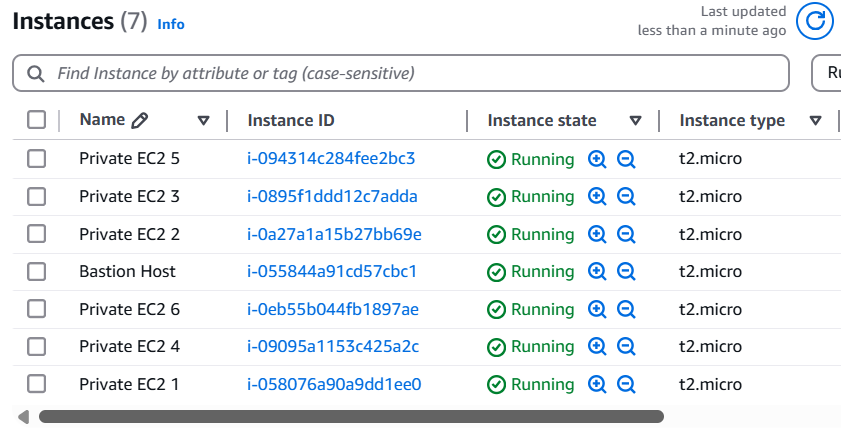 Instances (7) Info
Last updated
less than a minute ago
Find Instance by attribute or tag (case-sensitive)
Ru
Name Instance ID Instance state Instance type
Private EC2 5 i-094314c284fee2bc3 Running t2.micro
Private EC2 3 i-0895f1ddd12c7adda Running t2.micro
Private EC2 2 i-0a27a1a15b27bb69e Running t2.micro
Bastion Host i-055844a91cd57cbc1 Running t2.micro
Private EC2 6 i-0eb55b044fb1897ae Running t2.micro
Private EC2 4 i-09095a1153c425a2c Running t2.micro
Private EC2 1 i-058076a90a9dd1ee0 Running t2.micro